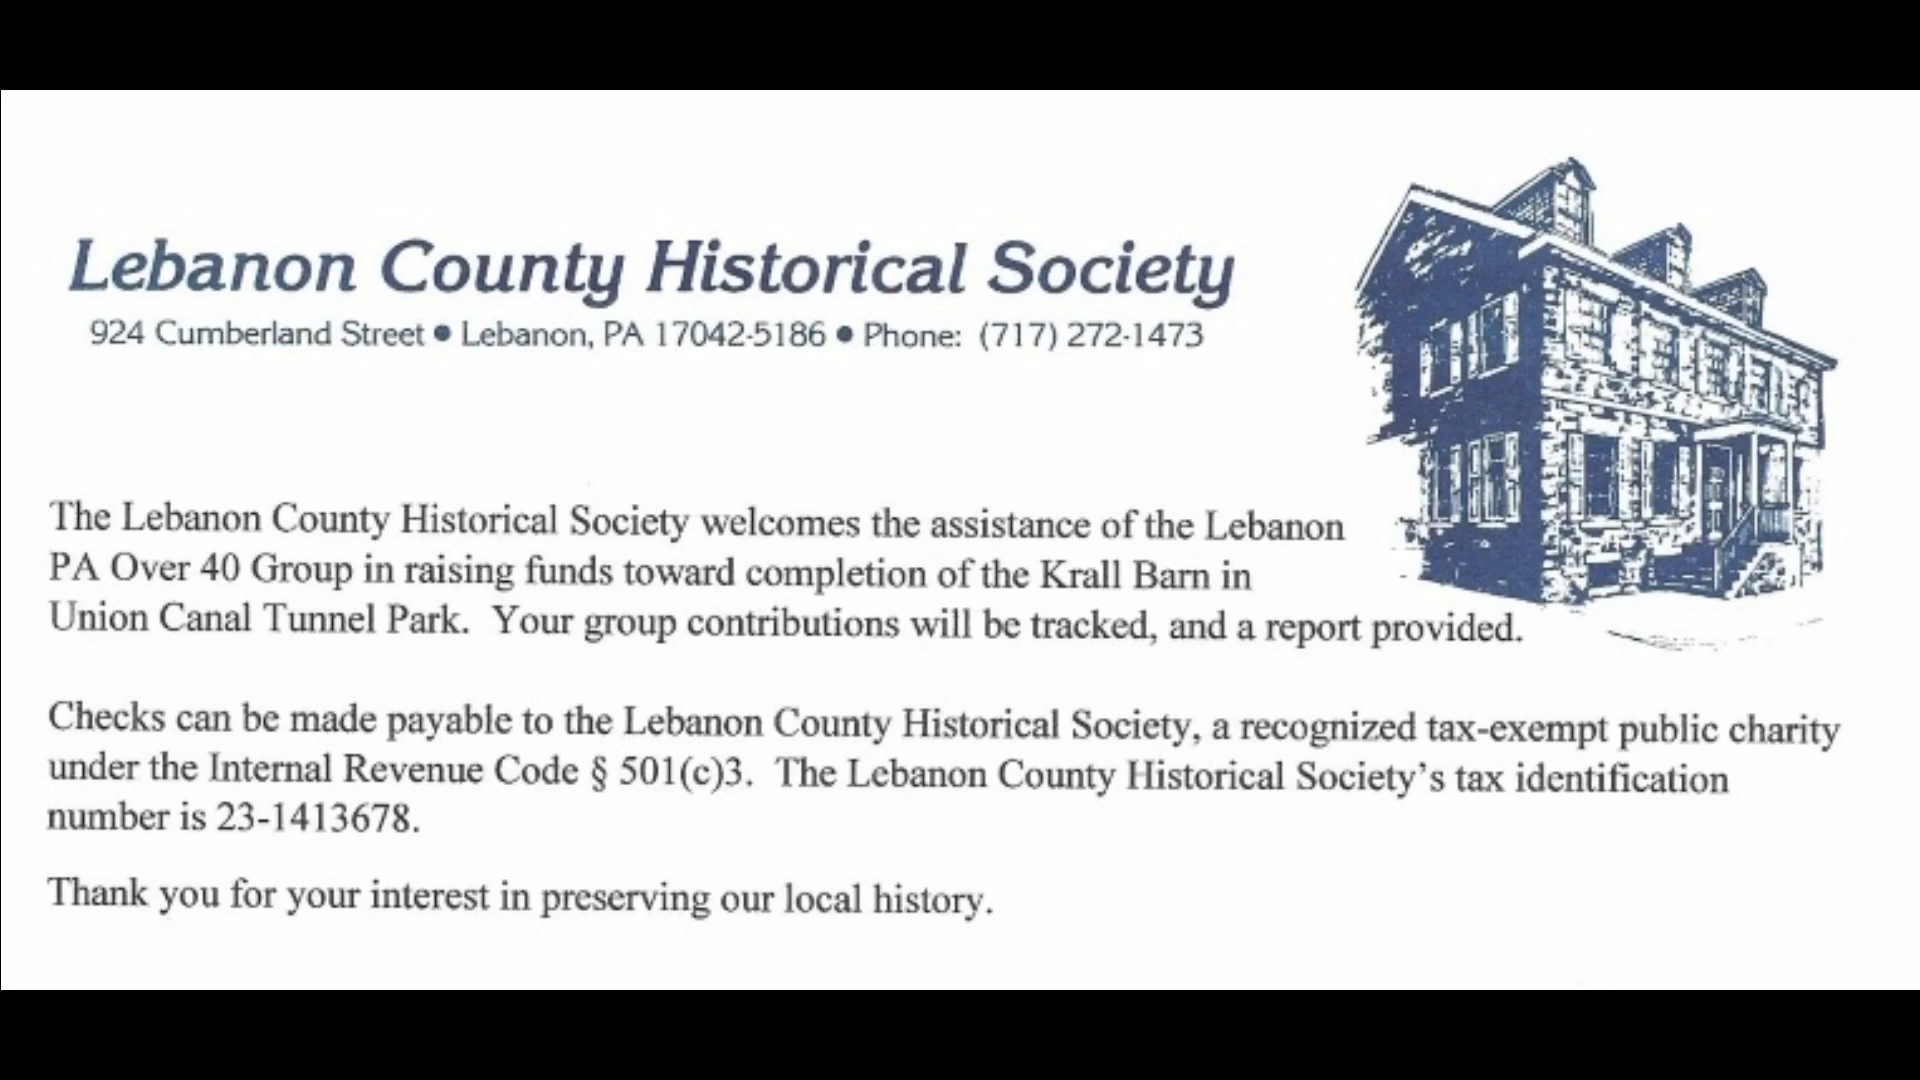 Lebanon County Historical Society
924 Cumberland Street ● Lebanon, PA 17042-5186 ● Phone: (717) 272-1473
The Lebanon County Historical Society welcomes the assistance of the Lebanon
PA Over 40 Group in raising funds toward completion of the Krall Barn in
Union Canal Tunnel Park. Your group contributions will be tracked, and a report provided.
Checks can be made payable to the Lebanon County Historical Society, a recognized tax-exempt public charity
under the Internal Revenue Code § 501(c)3. The Lebanon County Historical Society’s tax identification
number is 23-1413678.
Thank you for your interest in preserving our local history.